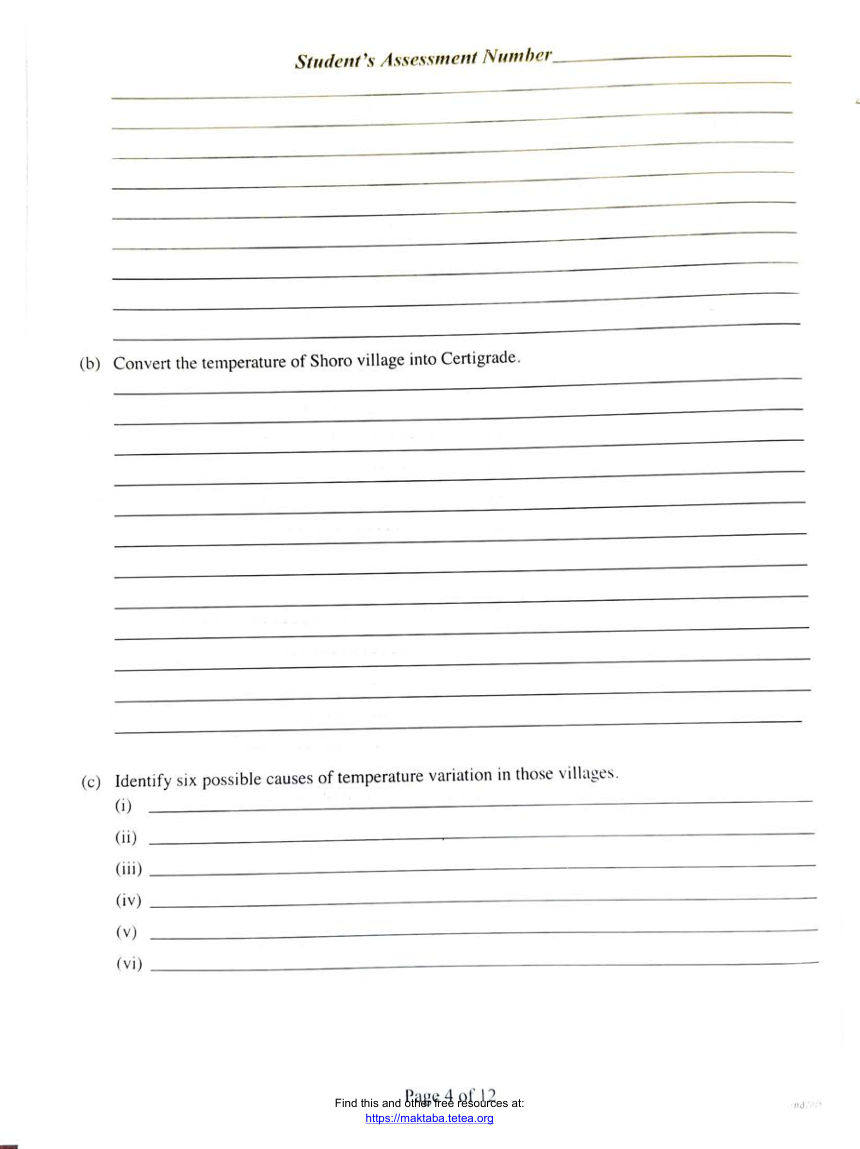 Student's Assessment Number
(b) Convert the temperature of Shoro village into Certigrade.
(c) Identify six possible causes of temperature variation in those villages.
(i)
(ii)
(iii)
(iv)
(v)
(vi)
Page 4 of 12
Find this and other free resources at:
https://maktaba.tetea.org